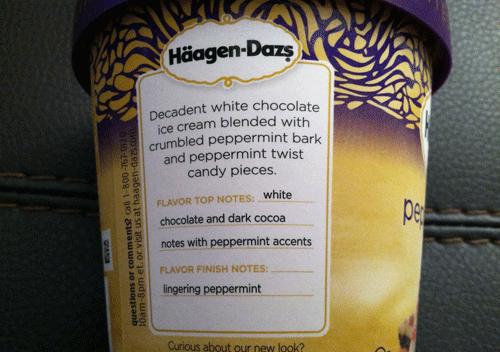 Häagen-Dazs
Decadent white chocolate
ice cream blended with
crumbled peppermint bark
and peppermint twist
candy pieces.
FLAVOR TOP NOTES: white
chocolate and dark cocoa
notes with peppermint accents
FLAVOR FINISH NOTES:
lingering peppermint
Curious about our new look?
questions or comments? Call 1-800-767-0120
10am-8pm et. or visit us at haagen-dazs.com
pep